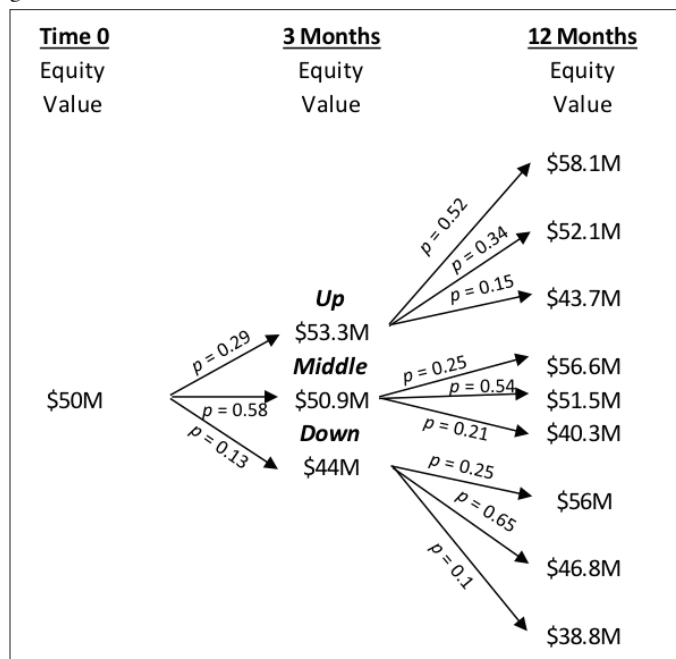 Time 0 3 Months 12 Months
Equity Equity Equity
Value Value Value
$58.1M
p = 0.52
$52.1M
p = 0.34
p = 0.15
$43.7M
Up
$53.3M
p = 0.29
Middle
p = 0.25
$56.6M
$50M
p = 0.58
$50.9M
p = 0.54
$51.5M
p = 0.21
$40.3M
p = 0.13
Down
$44M
p = 0.25
$56M
p = 0.65
$46.8M
p = 0.1
$38.8M